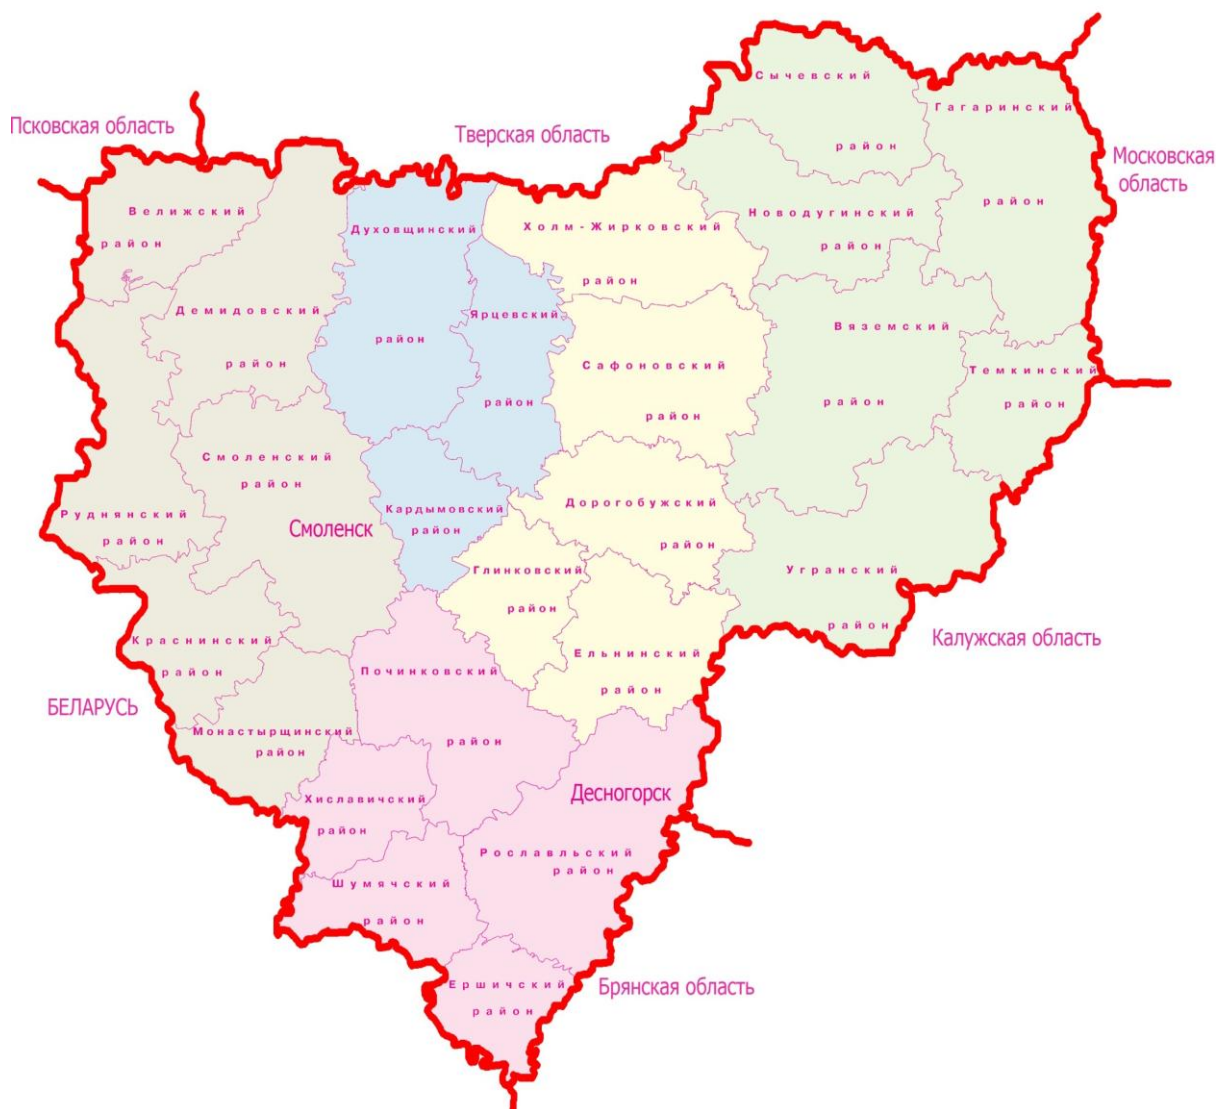 Псковская область
Тверская область
Московская
область
Сычевский
район
Гагаринский
район
Велижский
район
Духовщинский
район
Холм-Жирковский
район
Новодугинский
район
Демидовский
район
Ярцевский
район
Сафоновский
район
Вяземский
район
Темкинский
район
Смоленский
район
Смоленск
Руднянский
район
Кардымовский
район
Дорогобужский
район
Глинковский
район
Угранский
район
Калужская область
Краснинский
район
БЕЛАРУСЬ
Починковский
район
Ельнинский
район
Монастырщинский
район
Десногорск
Хиславичский
район
Рославльский
район
Шумячский
район
Ершичский
район
Брянская область